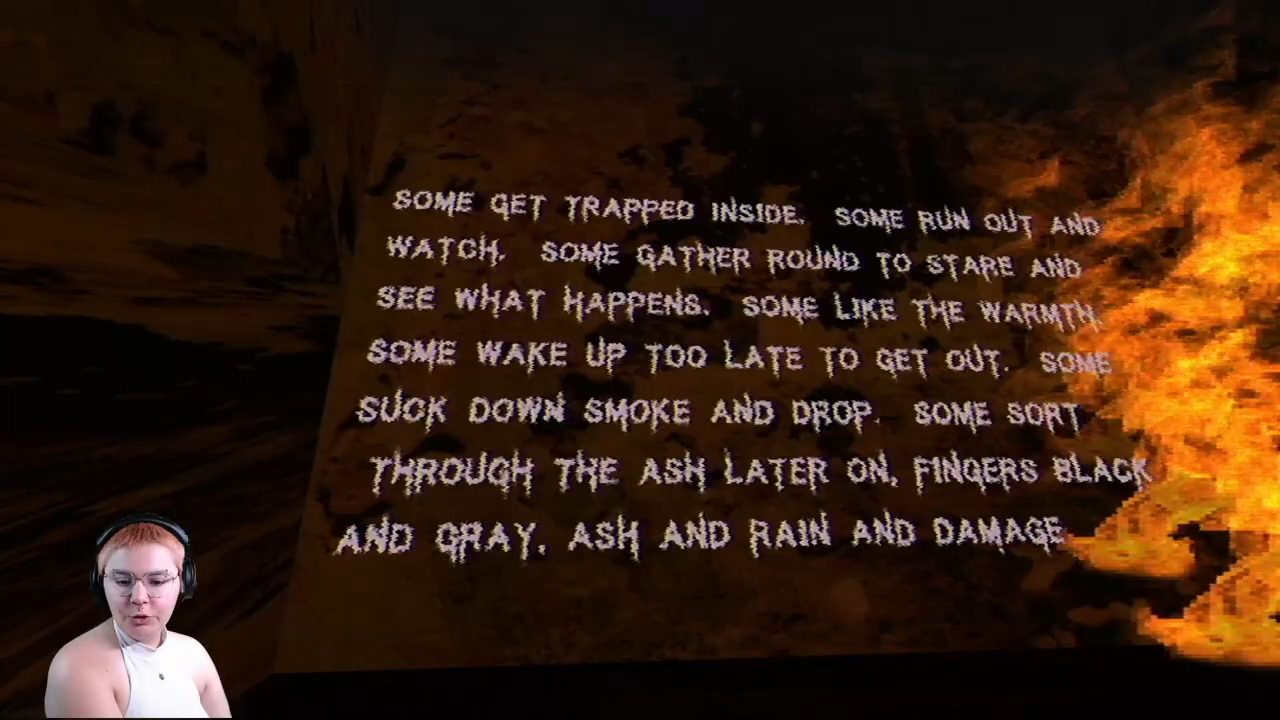 SOME GET TRAPPED INSIDE. SOME RUN OUT AND
WATCH. SOME GATHER ROUND TO STARE AND
SEE WHAT HAPPENS. SOME LIKE THE WARMTH
SOME WAKE UP TOO LATE TO GET OUT. SOME
SUCK DOWN SMOKE AND DROP. SOME SORT
THROUGH THE ASH LATER ON, FINGERS BLACK
AND GRAY. ASH AND RAIN AND DAMAGE